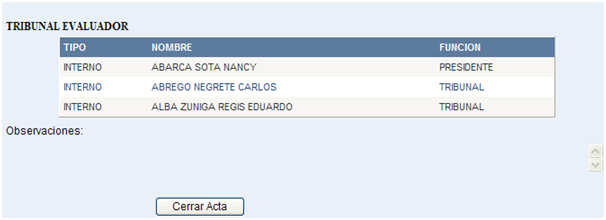 TRIBUNAL EVALUADOR
TIPO NOMBRE FUNCION
INTERNO ABARCA SOTA NANCY PRESIDENTE
INTERNO ABREGO NEGRETE CARLOS TRIBUNAL
INTERNO ALBA ZUNIGA REGIS EDUARDO TRIBUNAL
Observaciones:
Cerrar Acta